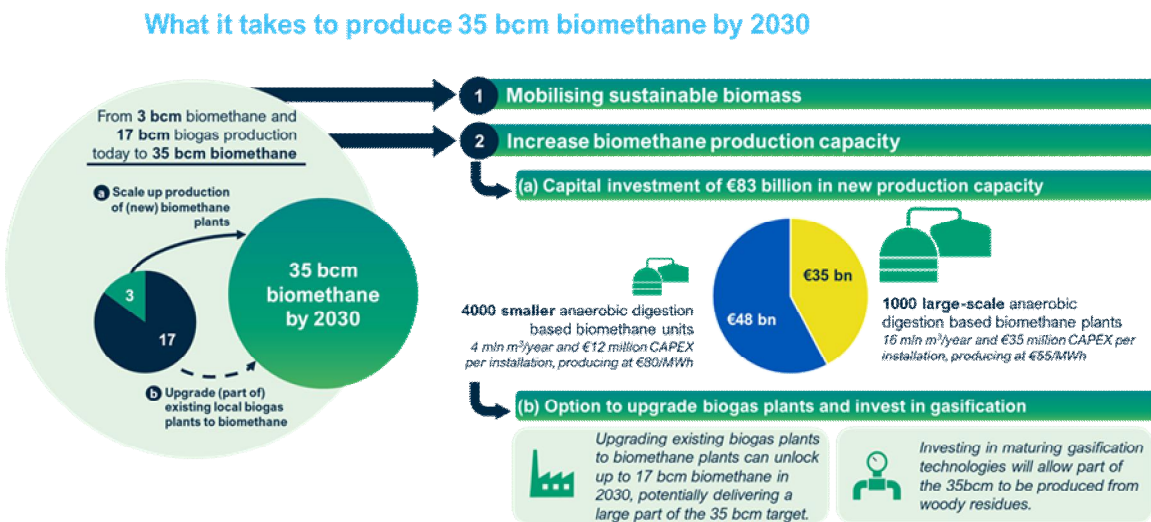 What it takes to produce 35 bcm biomethane by 2030
From 3 bcm biomethane and
17 bcm biogas production
today to 35 bcm biomethane
a Scale up production
of (new) biomethane
plants
3
17
35 bcm
biomethane
by 2030
b Upgrade (part of)
existing local biogas
plants to biomethane
1 Mobilising sustainable biomass
2 Increase biomethane production capacity
(a) Capital investment of €83 billion in new production capacity
4000 smaller anaerobic digestion
based biomethane units
4 mln m³/year and €12 million CAPEX
per installation, producing at €80/MWh
€48 bn
€35 bn
1000 large-scale anaerobic
digestion based biomethane plants
16 mln m³/year and €35 million CAPEX per
installation, producing at €55/MWh
(b) Option to upgrade biogas plants and invest in gasification
Upgrading existing biogas plants
to biomethane plants can unlock
up to 17 bcm biomethane in
2030, potentially delivering a
large part of the 35 bcm target.
Investing in maturing gasification
technologies will allow part of
the 35bcm to be produced from
woody residues.